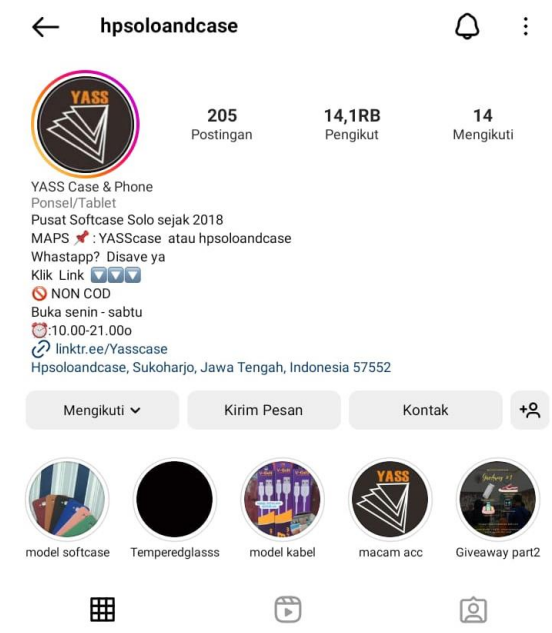 hpsoloandcase
YASS
205
Postingan
14,1RB
Pengikut
14
Mengikuti
YASS Case & Phone
Ponsel/Tablet
Pusat Softcase Solo sejak 2018
MAPS 📌 : YASScase atau hpsoloandcase
Whastapp? Disave ya
Klik Link 🔽🔽🔽
🚫 NON COD
Buka senin - sabtu
⏰:10.00-21.00o
linktr.ee/Yasscase
Hpsoloandcase, Sukoharjo, Jawa Tengah, Indonesia 57552
Mengikuti
Kirim Pesan
Kontak
YASS
model softcase
Temperedglasss
model kabel
macam acc
Giveaway part2